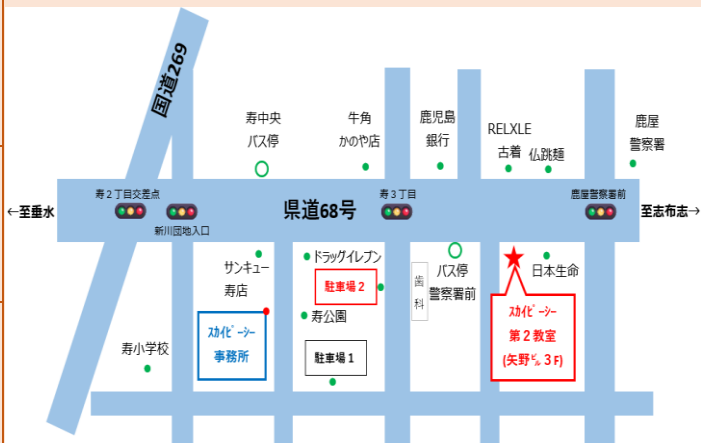 国道269
寿中央
バス停
牛角
かのや店
鹿児島
銀行
RELXLE
古着
仏跳麺
鹿屋
警察署
←至垂水
寿2丁目交差点
新川団地入口
県道68号
寿3丁目
鹿屋警察署前
至志布志→
サンキュー
寿店
ドラッグイレブン
駐車場2
歯
科
バス停
警察署前
日本生命
スカイピーシー
事務所
寿公園
スカイピーシー
第2教室
(矢野ビル3F)
寿小学校
駐車場1